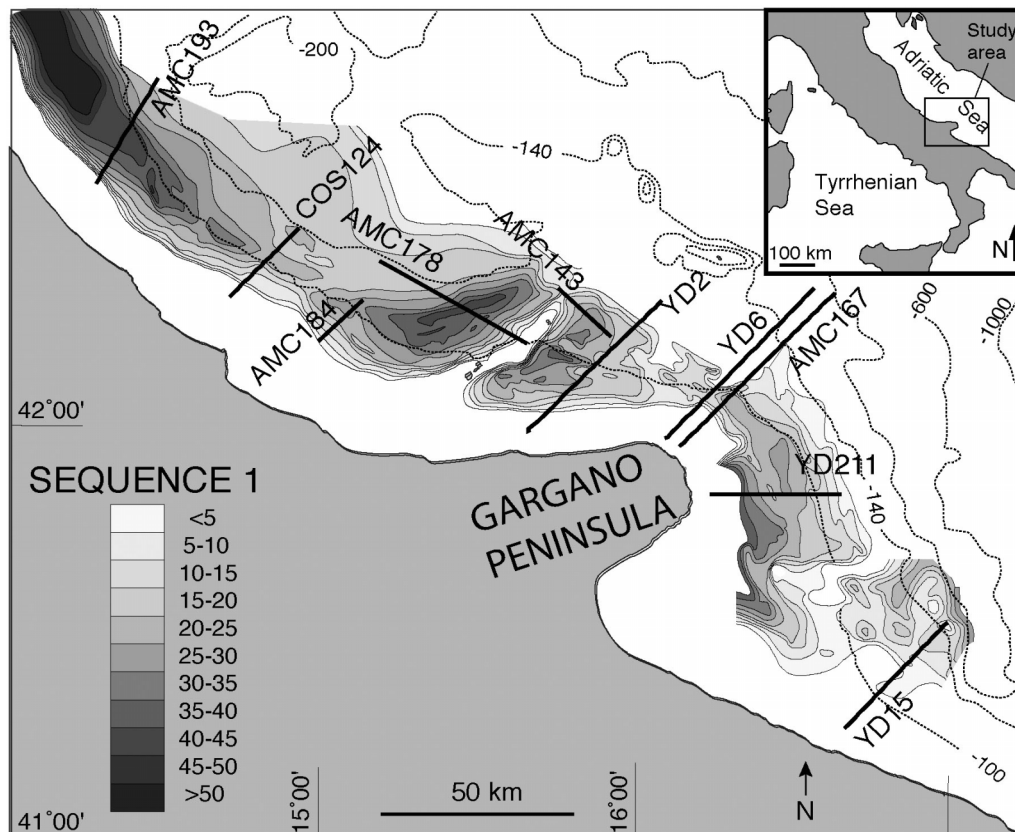 -200
AMC193
COS124
AMC178
AMC184
-140
AMC143
YD2
YD6
AMC167
-600
-1000
YD211
-140
YD15
-100
Study
area
Adriatic
Sea
Tyrrhenian
Sea
100 km
N
42°00'
SEQUENCE 1
<5
5-10
10-15
15-20
20-25
25-30
30-35
35-40
40-45
45-50
>50
GARGANO
PENINSULA
41°00'
15°00'
50 km
16°00'
N